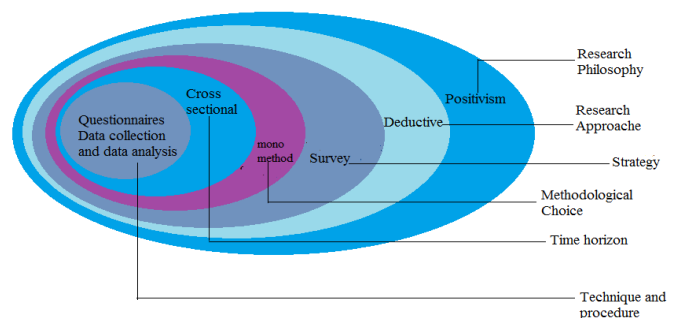 Research
Philosophy
Positivism
Cross
sectional
Questionnaires
Data collection
and data analysis
Deductive
Research
Approache
mono
method
Survey
Strategy
Methodological
Choice
Time horizon
Technique and
procedure